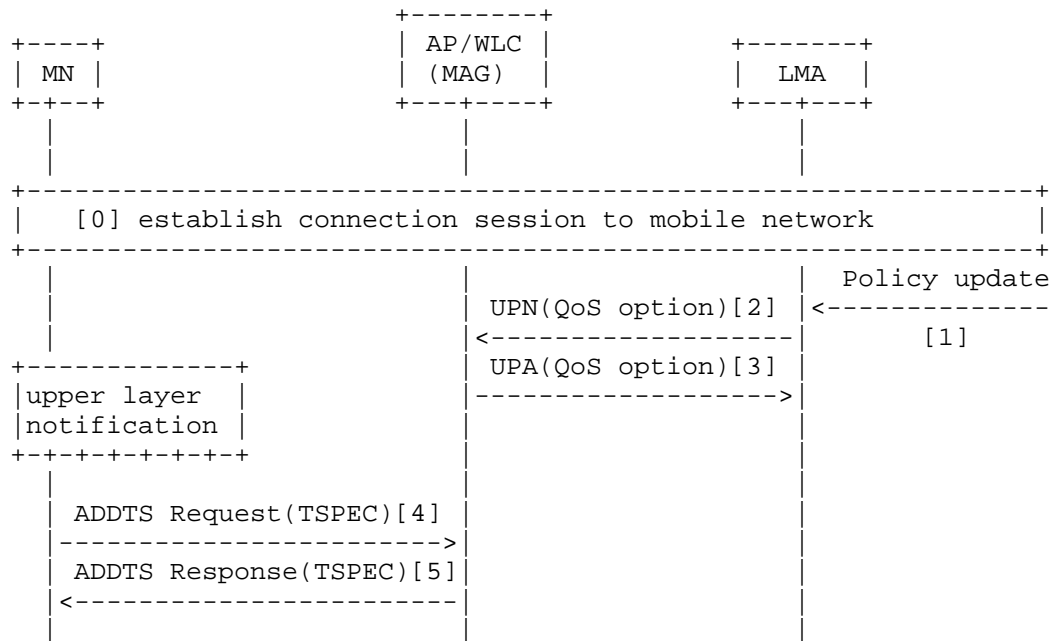 AP/WLC
MN (MAG) LMA
[0] establish connection session to mobile network
Policy update
UPN(QoS option)[2]
[1]
UPA(QoS option)[3]
upper layer
notification
ADDTS Request(TSPEC)[4]
ADDTS Response(TSPEC)[5]